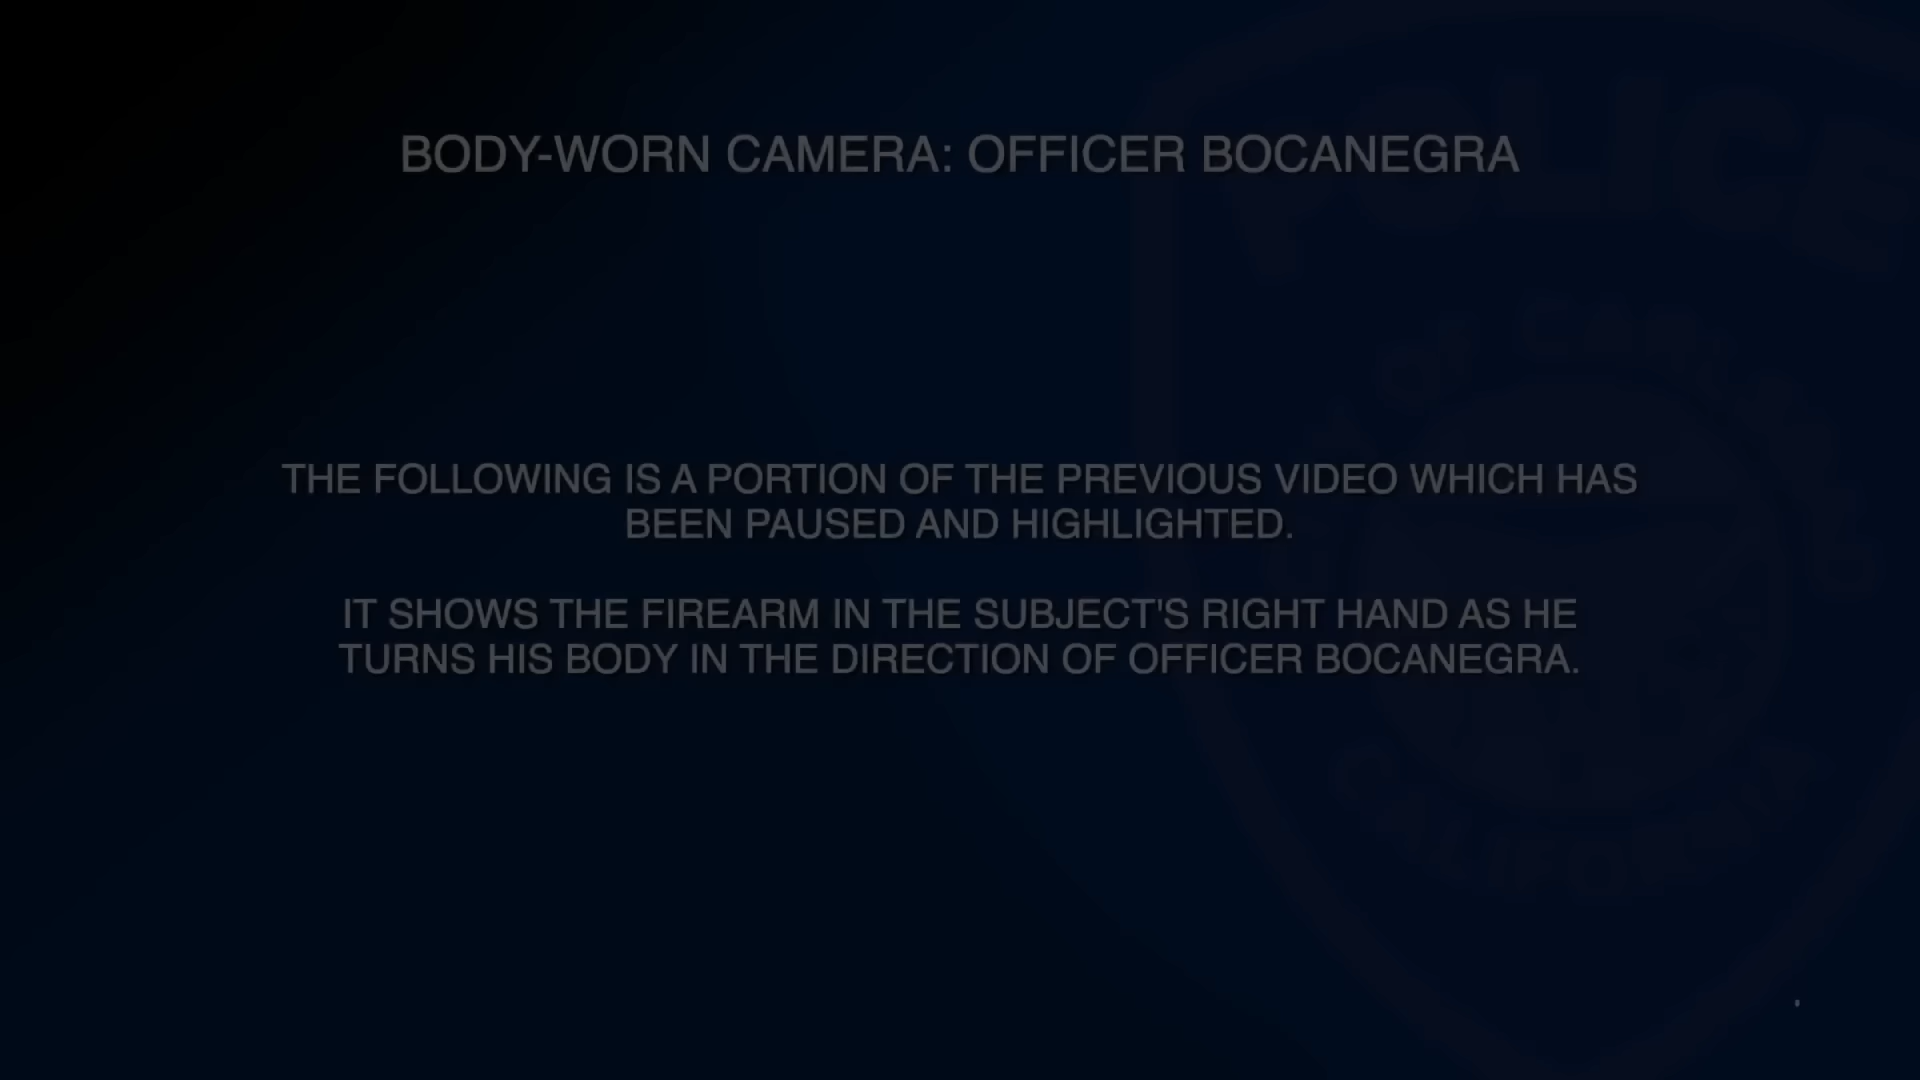 BODY-WORN CAMERA: OFFICER BOCANEGRA
POLICE
THE FOLLOWING IS A PORTION OF THE PREVIOUS VIDEO WHICH HAS
BEEN PAUSED AND HIGHLIGHTED.
IT SHOWS THE FIREARM IN THE SUBJECT'S RIGHT HAND AS HE
TURNS HIS BODY IN THE DIRECTION OF OFFICER BOCANEGRA.
CALIFORNIA